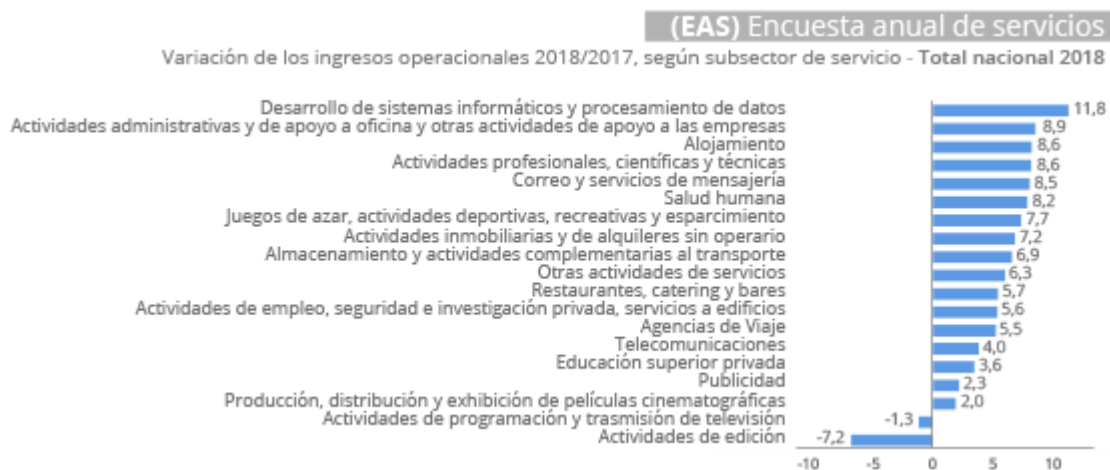 (EAS) Encuesta anual de servicios
Variación de los ingresos operacionales 2018/2017, según subsector de servicio - Total nacional 2018
Desarrollo de sistemas informáticos y procesamiento de datos 11,8
Actividades administrativas y de apoyo a oficina y otras actividades de apoyo a las empresas 8,9
Alojamiento 8,6
Actividades profesionales, científicas y técnicas 8,6
Correo y servicios de mensajería 8,5
Salud humana 8,2
Juegos de azar, actividades deportivas, recreativas y esparcimiento 7,7
Actividades inmobiliarias y de alquileres sin operario 7,2
Almacenamiento y actividades complementarias al transporte 6,9
Otras actividades de servicios 6,3
Restaurantes, catering y bares 5,7
Actividades de empleo, seguridad e investigación privada, servicios a edificios 5,6
Agencias de Viaje 5,5
Telecomunicaciones 4,0
Educación superior privada 3,6
Publicidad 2,3
Producción, distribución y exhibición de películas cinematográficas 2,0
Actividades de programación y trasmisión de televisión -1,3
Actividades de edición -7,2
-10 -5 0 5 10